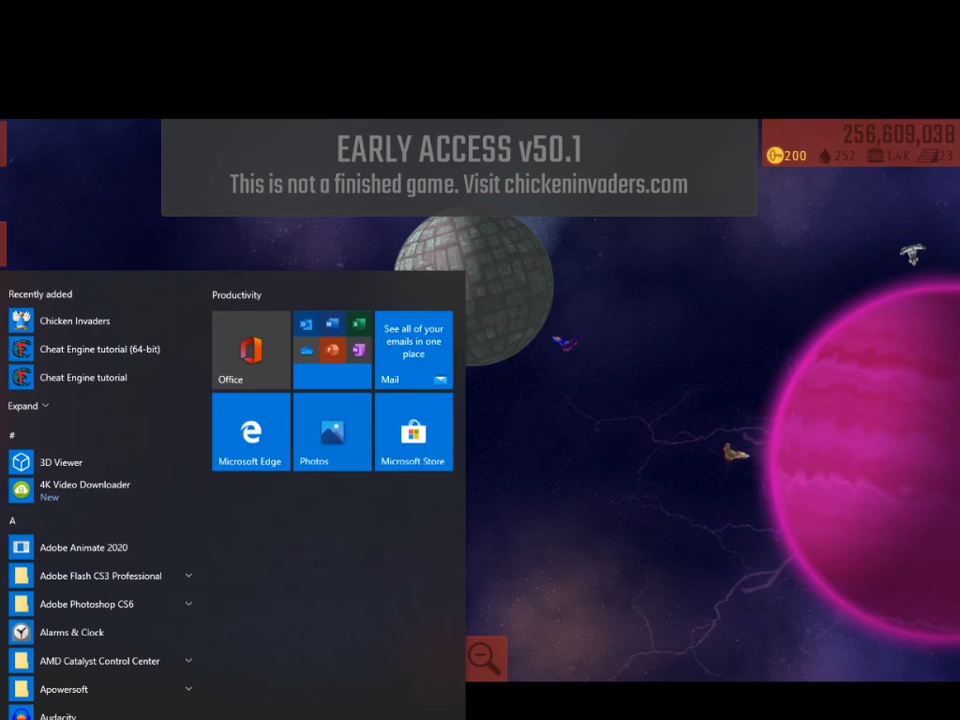 EARLY ACCESS v50.1
This is not a finished game. Visit chickeninvaders.com
256,609,038
200 252 1.4K 23
Recently added
Chicken Invaders
Cheat Engine tutorial (64-bit)
Cheat Engine tutorial
Expand
#
3D Viewer
4K Video Downloader
New
A
Adobe Animate 2020
Adobe Flash CS3 Professional
Adobe Photoshop CS6
Alarms & Clock
AMD Catalyst Control Center
Apowersoft
Audacity
Productivity
Office
See all of your
emails in one
place
Mail
Microsoft Edge
Photos
Microsoft Store